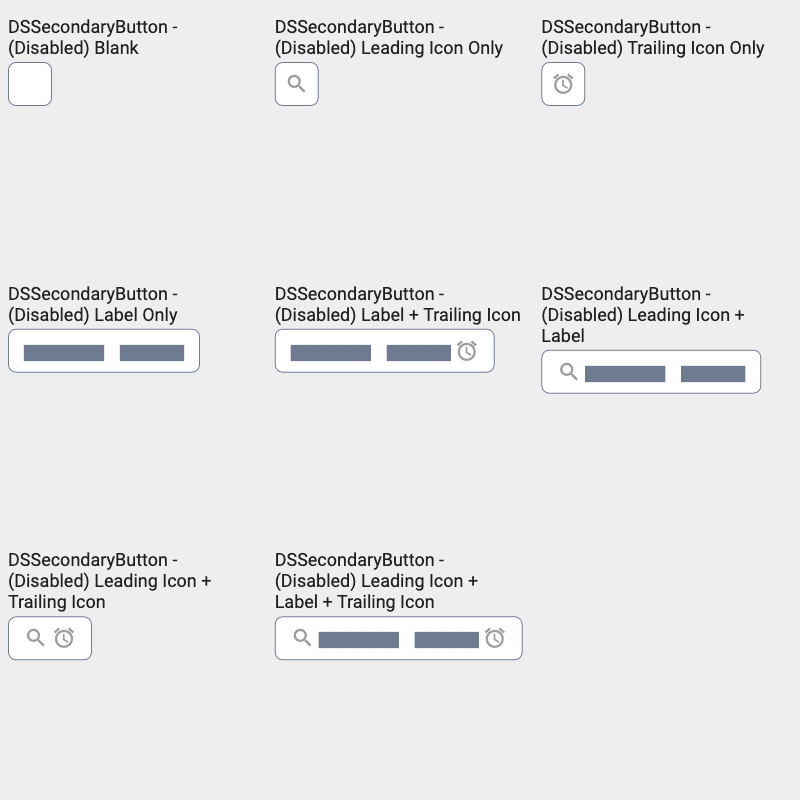 DSSecondaryButton -
(Disabled) Blank
DSSecondaryButton -
(Disabled) Leading Icon Only
DSSecondaryButton -
(Disabled) Trailing Icon Only
DSSecondaryButton -
(Disabled) Label Only
DSSecondaryButton -
(Disabled) Label + Trailing Icon
DSSecondaryButton -
(Disabled) Leading Icon +
Label
DSSecondaryButton -
(Disabled) Leading Icon +
Trailing Icon
DSSecondaryButton -
(Disabled) Leading Icon +
Label + Trailing Icon